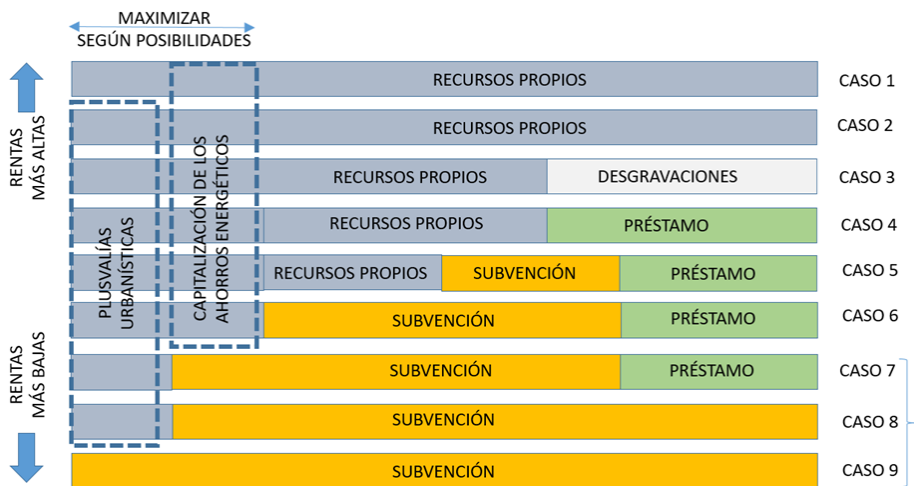 MAXIMIZAR
SEGÚN POSIBILIDADES
RENTAS
MÁS ALTAS
RENTAS
MÁS BAJAS
PLUSVALÍAS
URBANÍSTICAS
CAPITALIZACIÓN DE LOS
AHORROS ENERGÉTICOS
RECURSOS PROPIOS CASO 1
RECURSOS PROPIOS CASO 2
RECURSOS PROPIOS DESGRAVACIONES CASO 3
RECURSOS PROPIOS PRÉSTAMO CASO 4
RECURSOS PROPIOS SUBVENCIÓN PRÉSTAMO CASO 5
SUBVENCIÓN PRÉSTAMO CASO 6
SUBVENCIÓN PRÉSTAMO CASO 7
SUBVENCIÓN CASO 8
SUBVENCIÓN CASO 9